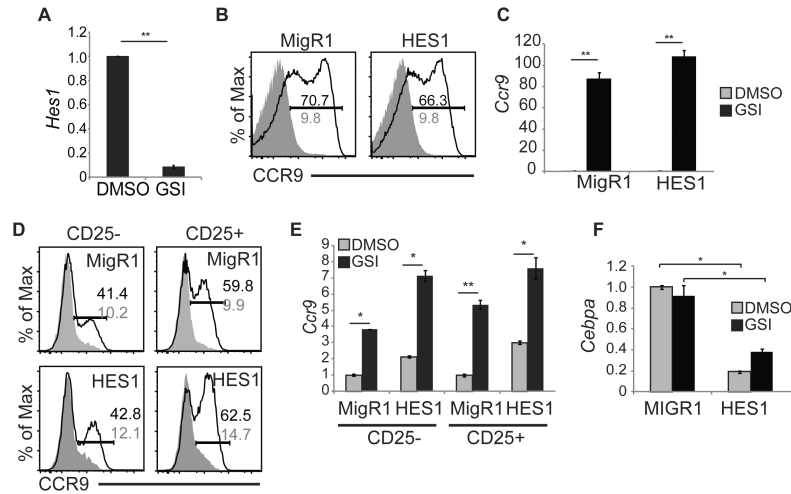 A
**
1.2
1
0.8
0.6
0.4
0.2
0
Hes1
DMSO GSI
B
MigR1 HES1
% of Max
70.7
9.8
66.3
9.8
CCR9
C
120
100
80
60
40
20
0
Ccr9
**
**
MigR1 HES1
DMSO
GSI
D
CD25- CD25+
% of Max
MigR1
41.4
10.2
MigR1
59.8
9.9
% of Max
HES1
42.8
12.1
HES1
62.5
14.7
CCR9
E
DMSO
GSI
9
8
7
6
5
4
3
2
1
0
Ccr9
*
*
**
*
MigR1 HES1 MigR1 HES1
CD25- CD25+
F
*
*
1.2
1.0
0.8
0.6
0.4
0.2
0
Cebpa
DMSO
GSI
MIGR1 HES1